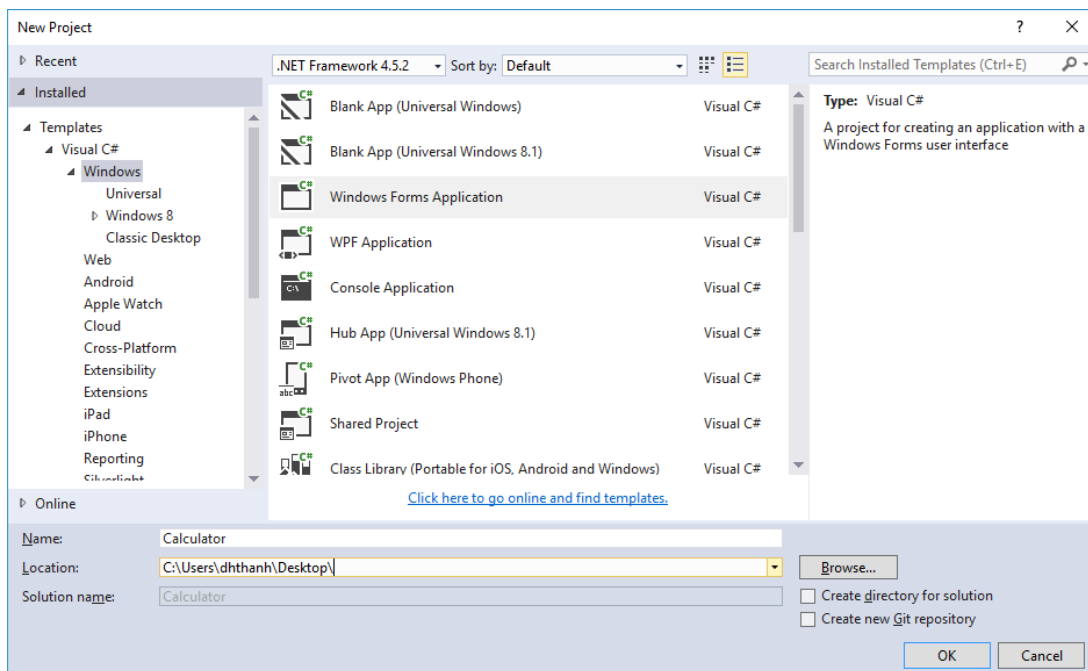 New Project
?
Recent
.NET Framework 4.5.2
Sort by:
Default
Search Installed Templates (Ctrl+E)
Installed
Templates
Visual C#
Windows
Universal
Windows 8
Classic Desktop
Web
Android
Apple Watch
Cloud
Cross-Platform
Extensibility
Extensions
iPad
iPhone
Reporting
Silverlight
Online
Blank App (Universal Windows) Visual C#
Blank App (Universal Windows 8.1) Visual C#
Windows Forms Application Visual C#
WPF Application Visual C#
Console Application Visual C#
Hub App (Universal Windows 8.1) Visual C#
Pivot App (Windows Phone) Visual C#
Shared Project Visual C#
Class Library (Portable for iOS, Android and Windows) Visual C#
Click here to go online and find templates.
Type: Visual C#
A project for creating an application with a
Windows Forms user interface
Name: Calculator
Location: C:\Users\dhthanh\Desktop\
Browse...
Solution name: Calculator
Create directory for solution
Create new Git repository
OK
Cancel